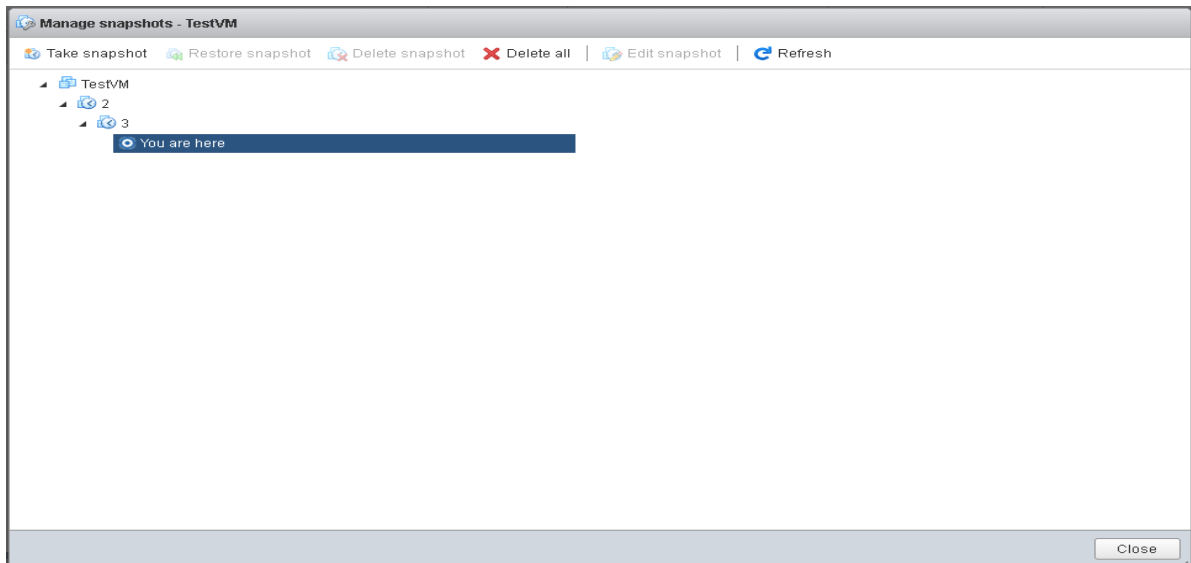 Manage snapshots - TestVM
Take snapshot Restore snapshot Delete snapshot Delete all Edit snapshot Refresh
TestVM
2
3
You are here
Close